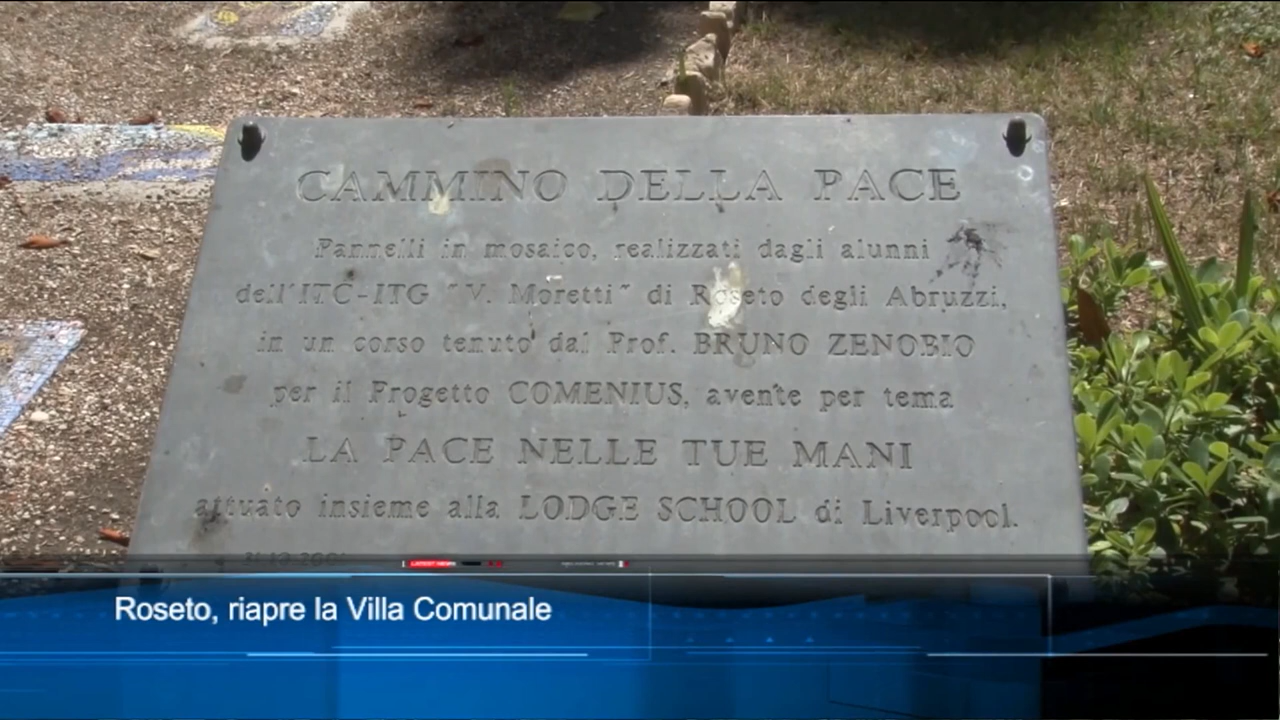 CAMMINO DELLA PACE
Pannelli in mosaico, realizzati dagli alunni
dell'ITC-ITG "V. Moretti" di Roseto degli Abruzzi,
in un corso tenuto dal Prof. BRUNO ZENOBIO
per il Progetto COMENIUS, avente per tema
LA PACE NELLE TUE MANI
attuato insieme alla LODGE SCHOOL di Liverpool.
LATEST NEWS
Roseto, riapre la Villa Comunale